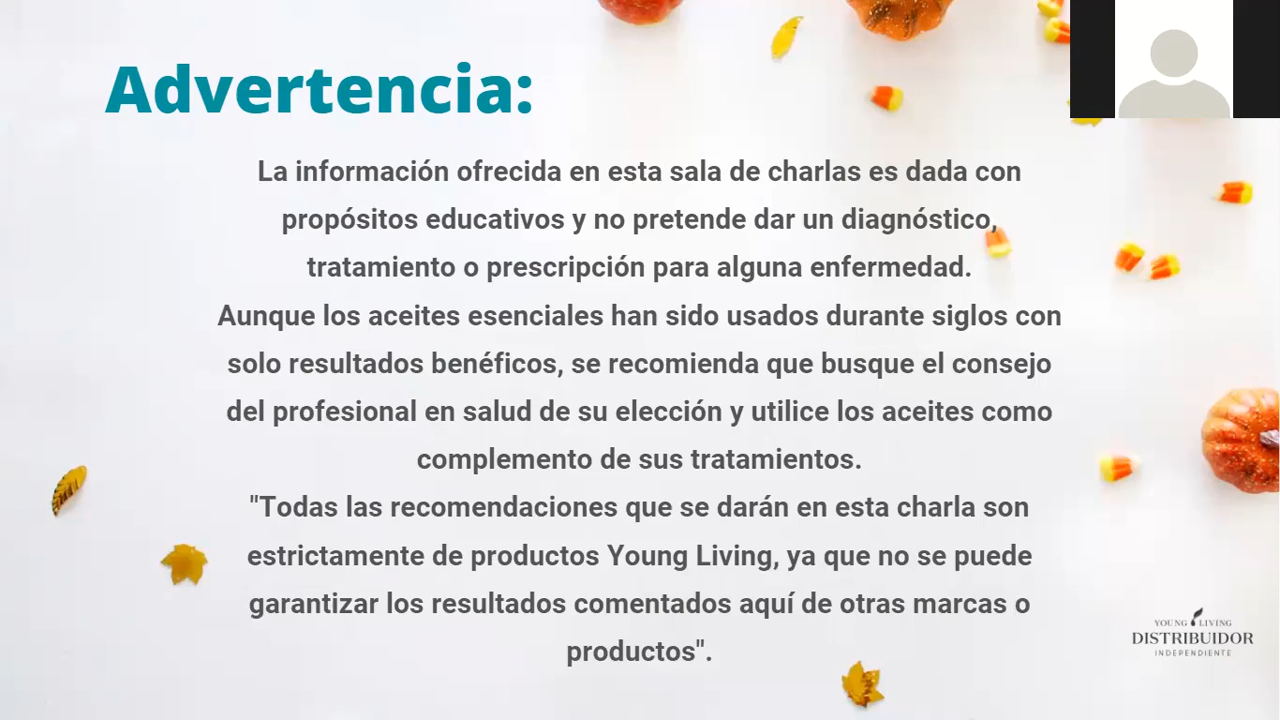 Advertencia:
La información ofrecida en esta sala de charlas es dada con
propósitos educativos y no pretende dar un diagnóstico,
tratamiento o prescripción para alguna enfermedad.
Aunque los aceites esenciales han sido usados durante siglos con
solo resultados benéficos, se recomienda que busque el consejo
del profesional en salud de su elección y utilice los aceites como
complemento de sus tratamientos.
"Todas las recomendaciones que se darán en esta charla son
estrictamente de productos Young Living, ya que no se puede
garantizar los resultados comentados aquí de otras marcas o
productos".
YOUNG LIVING
DISTRIBUIDOR
INDEPENDIENTE